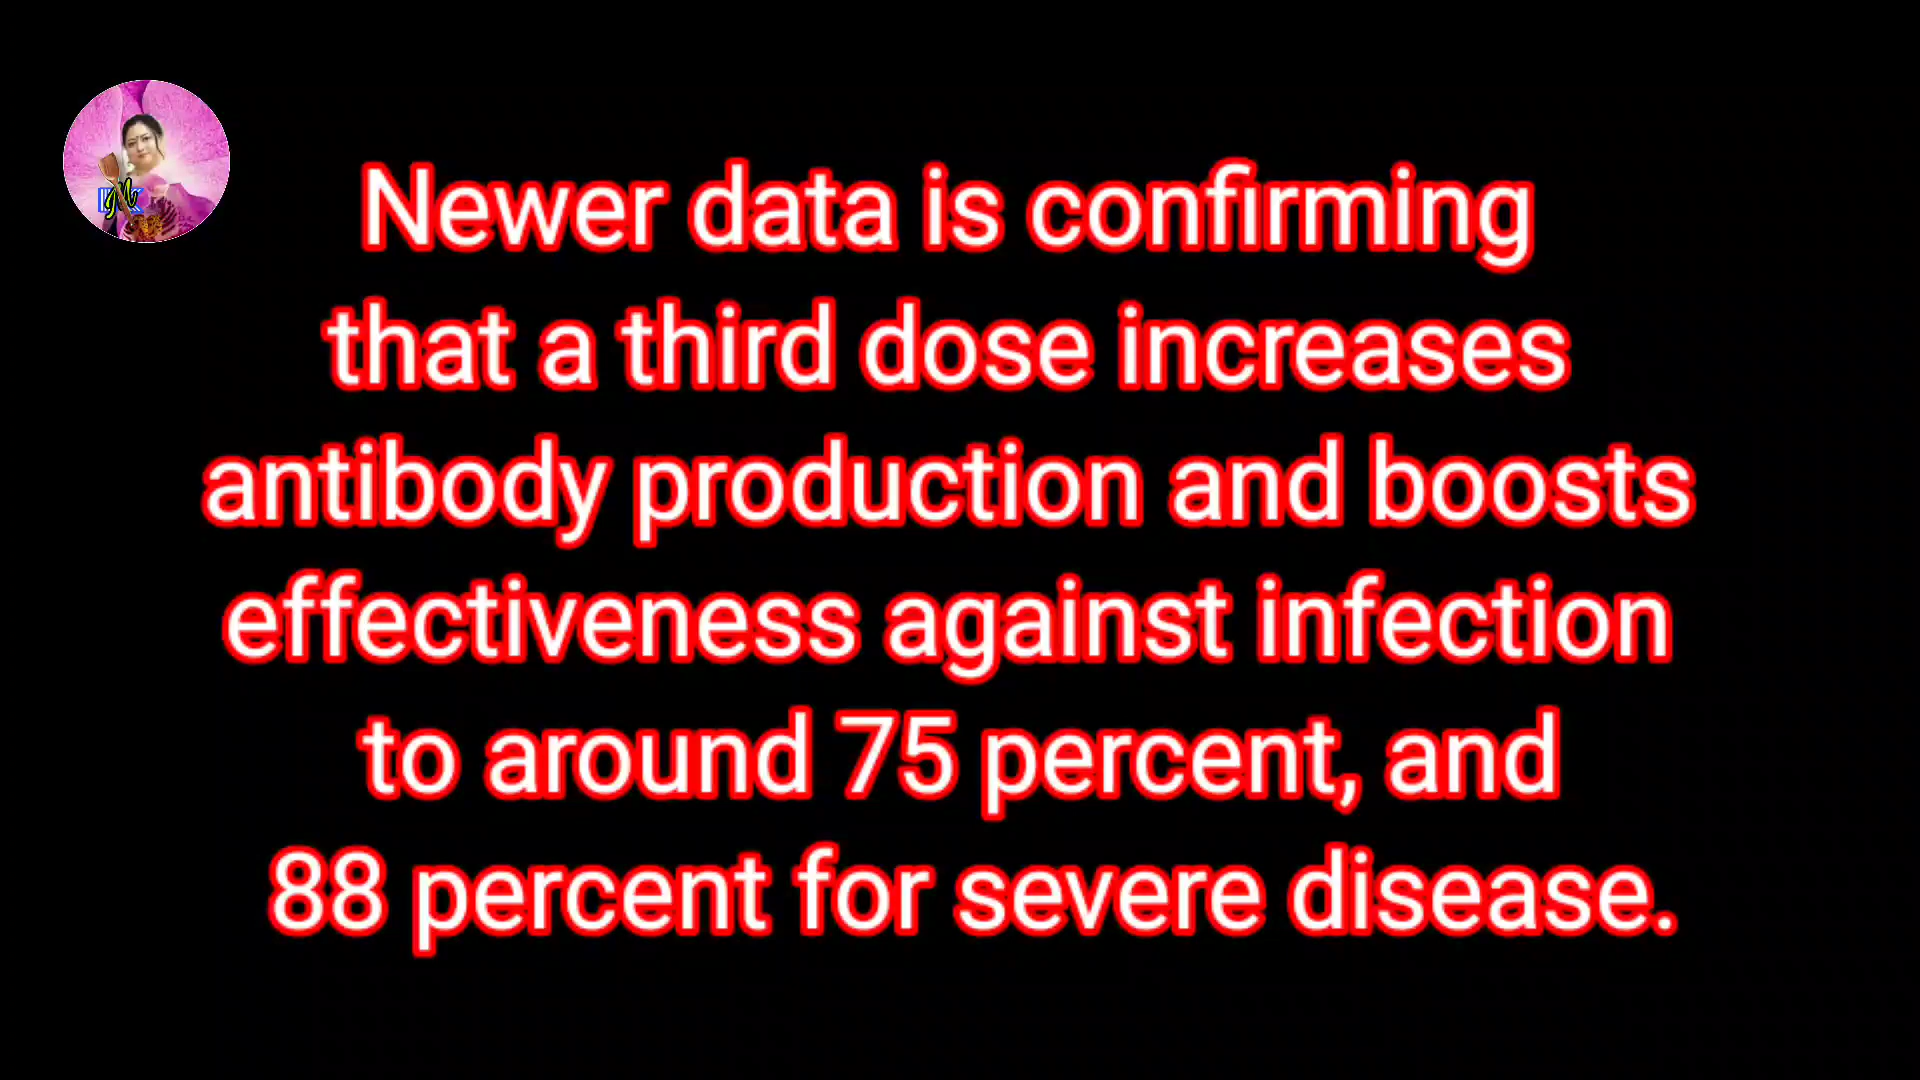 Newer data is confirming
that a third dose increases
antibody production and boosts
effectiveness against infection
to around 75 percent, and
88 percent for severe disease.